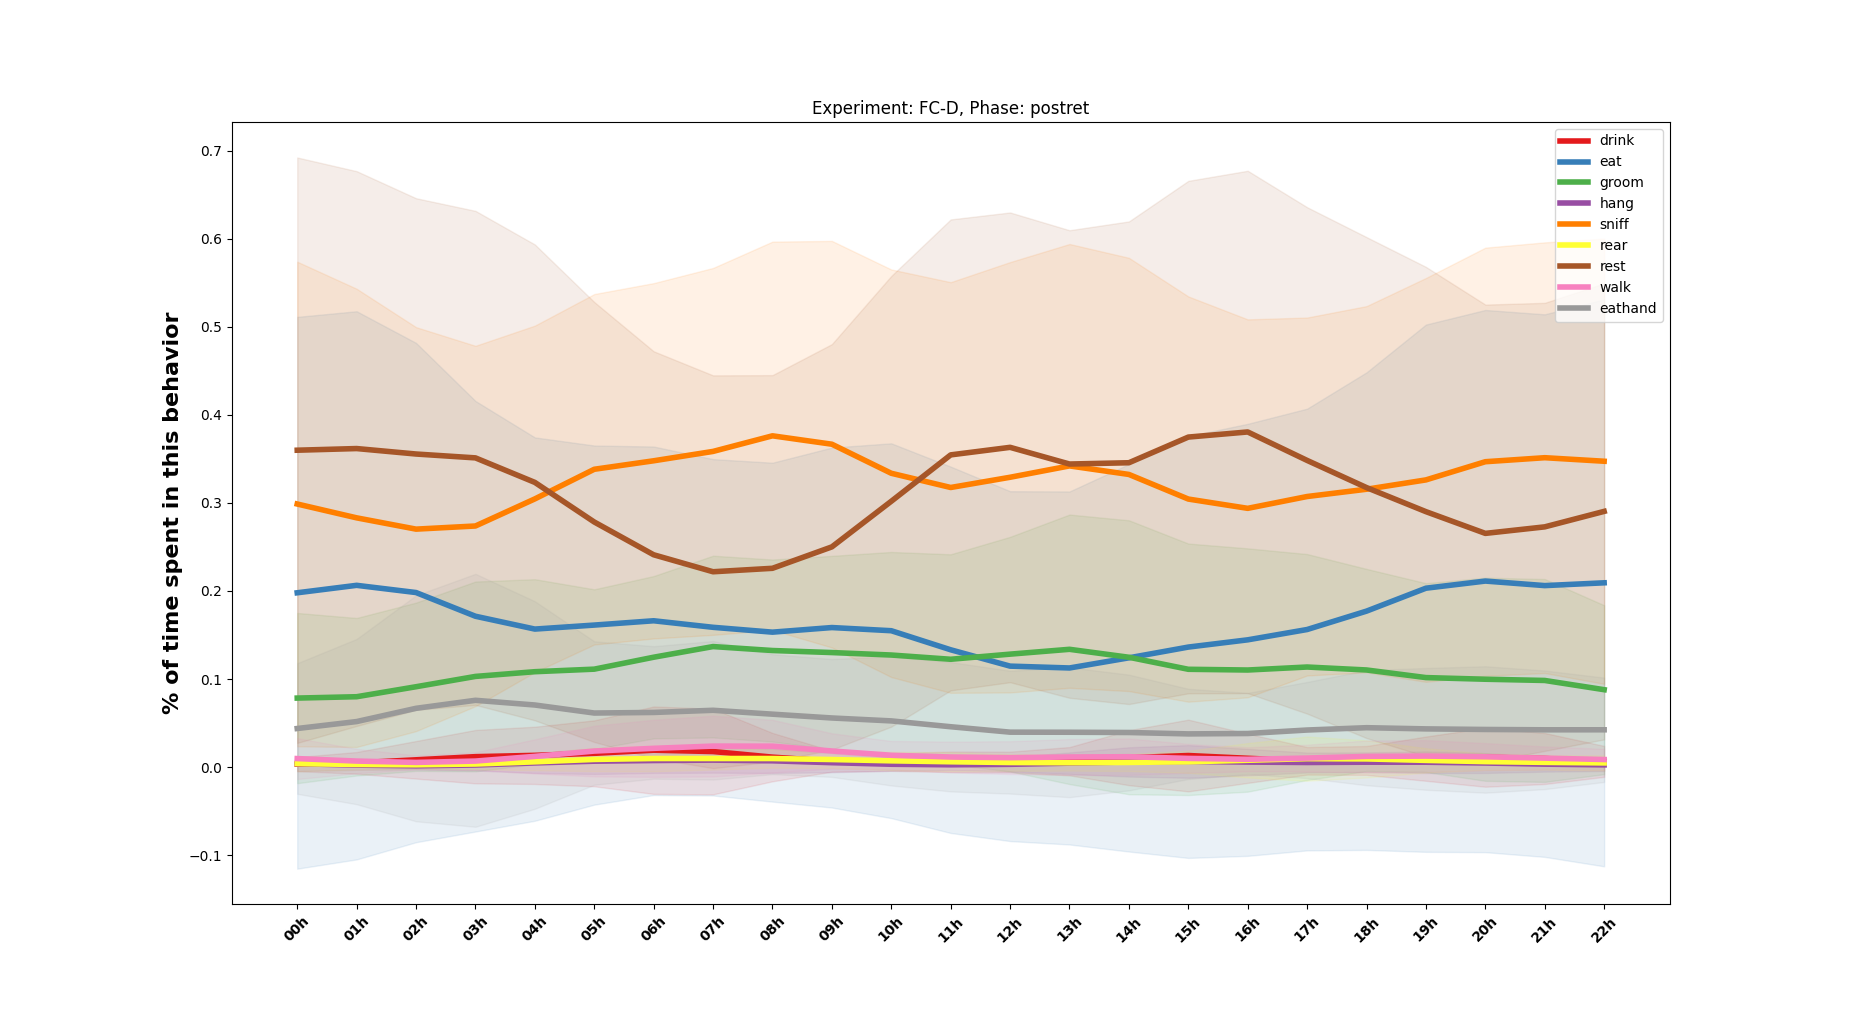 Experiment: FC-D, Phase: postret
% of time spent in this behavior
0.7
0.6
0.5
0.4
0.3
0.2
0.1
0.0
−0.1
drink
eat
groom
hang
sniff
rear
rest
walk
eathand
00h 01h 02h 03h 04h 05h 06h 07h 08h 09h 10h 11h 12h 13h 14h 15h 16h 17h 18h 19h 20h 21h 22h